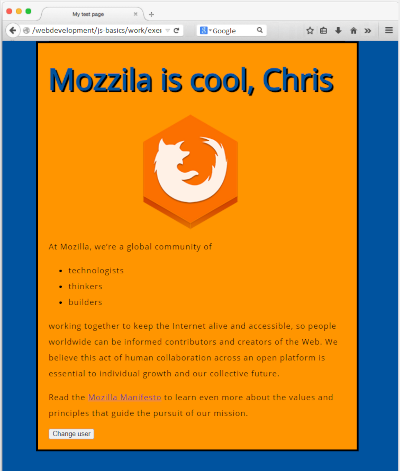 My test page
/webdevelopment/js-basics/work/exer
Google
Mozzila is cool, Chris
At Mozilla, we're a global community of
technologists
thinkers
builders
working together to keep the Internet alive and accessible, so people
worldwide can be informed contributors and creators of the Web. We
believe this act of human collaboration across an open platform is
essential to individual growth and our collective future.
Read the Mozilla Manifesto to learn even more about the values and
principles that guide the pursuit of our mission.
Change user